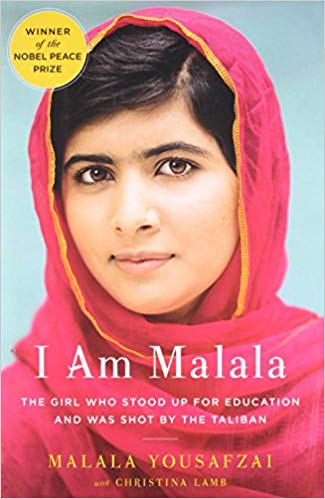 WINNER
of the
NOBEL PEACE
PRIZE
I Am Malala
THE GIRL WHO STOOD UP FOR EDUCATION
AND WAS SHOT BY THE TALIBAN
MALALA YOUSAFZAI
with CHRISTINA LAMB